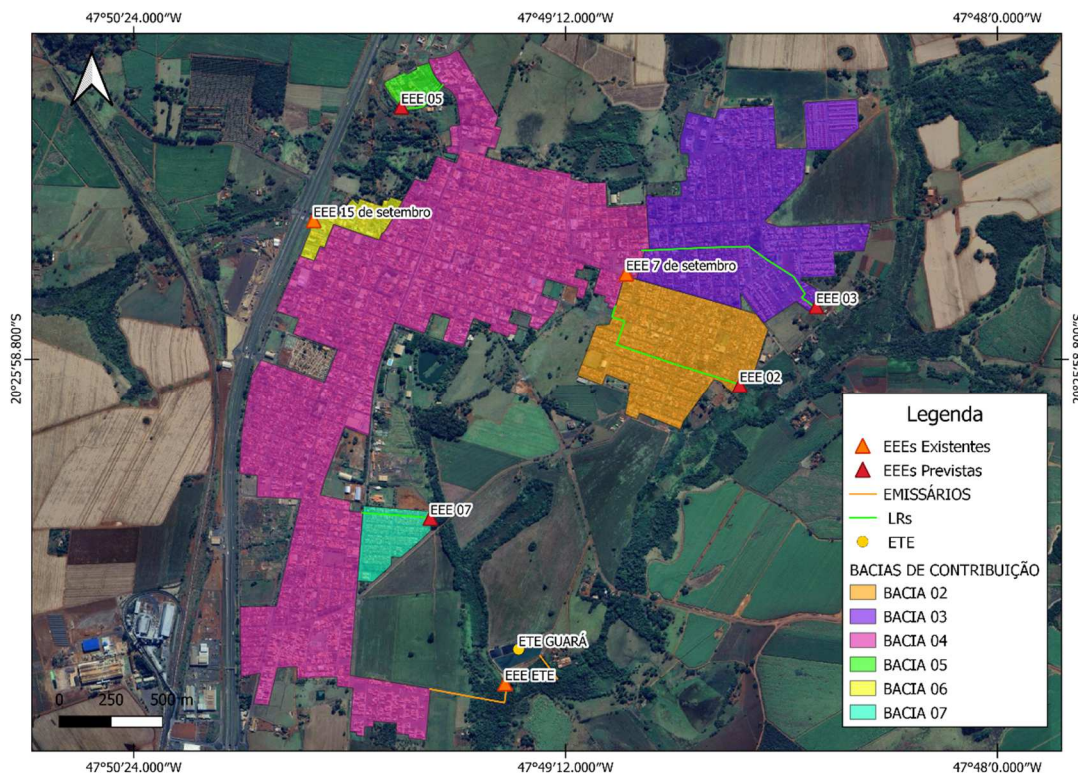 47°50′24.000″W
47°49′12.000″W
47°48′0.000″W
EEE 05
EEE 15 de setembro
EEE 7 de setembro
EEE 03
20°25′58.800″S
20°25′58.800″S
EEE 02
Legenda
EEEs Existentes
EEEs Previstas
EMISSÁRIOS
LRs
ETE
BACIAS DE CONTRIBUIÇÃO
BACIA 02
BACIA 03
BACIA 04
BACIA 05
BACIA 06
BACIA 07
EEE 07
ETE GUARÁ
EEE ETE
0 250 500 m
47°50′24.000″W
47°49′12.000″W
47°48′0.000″W